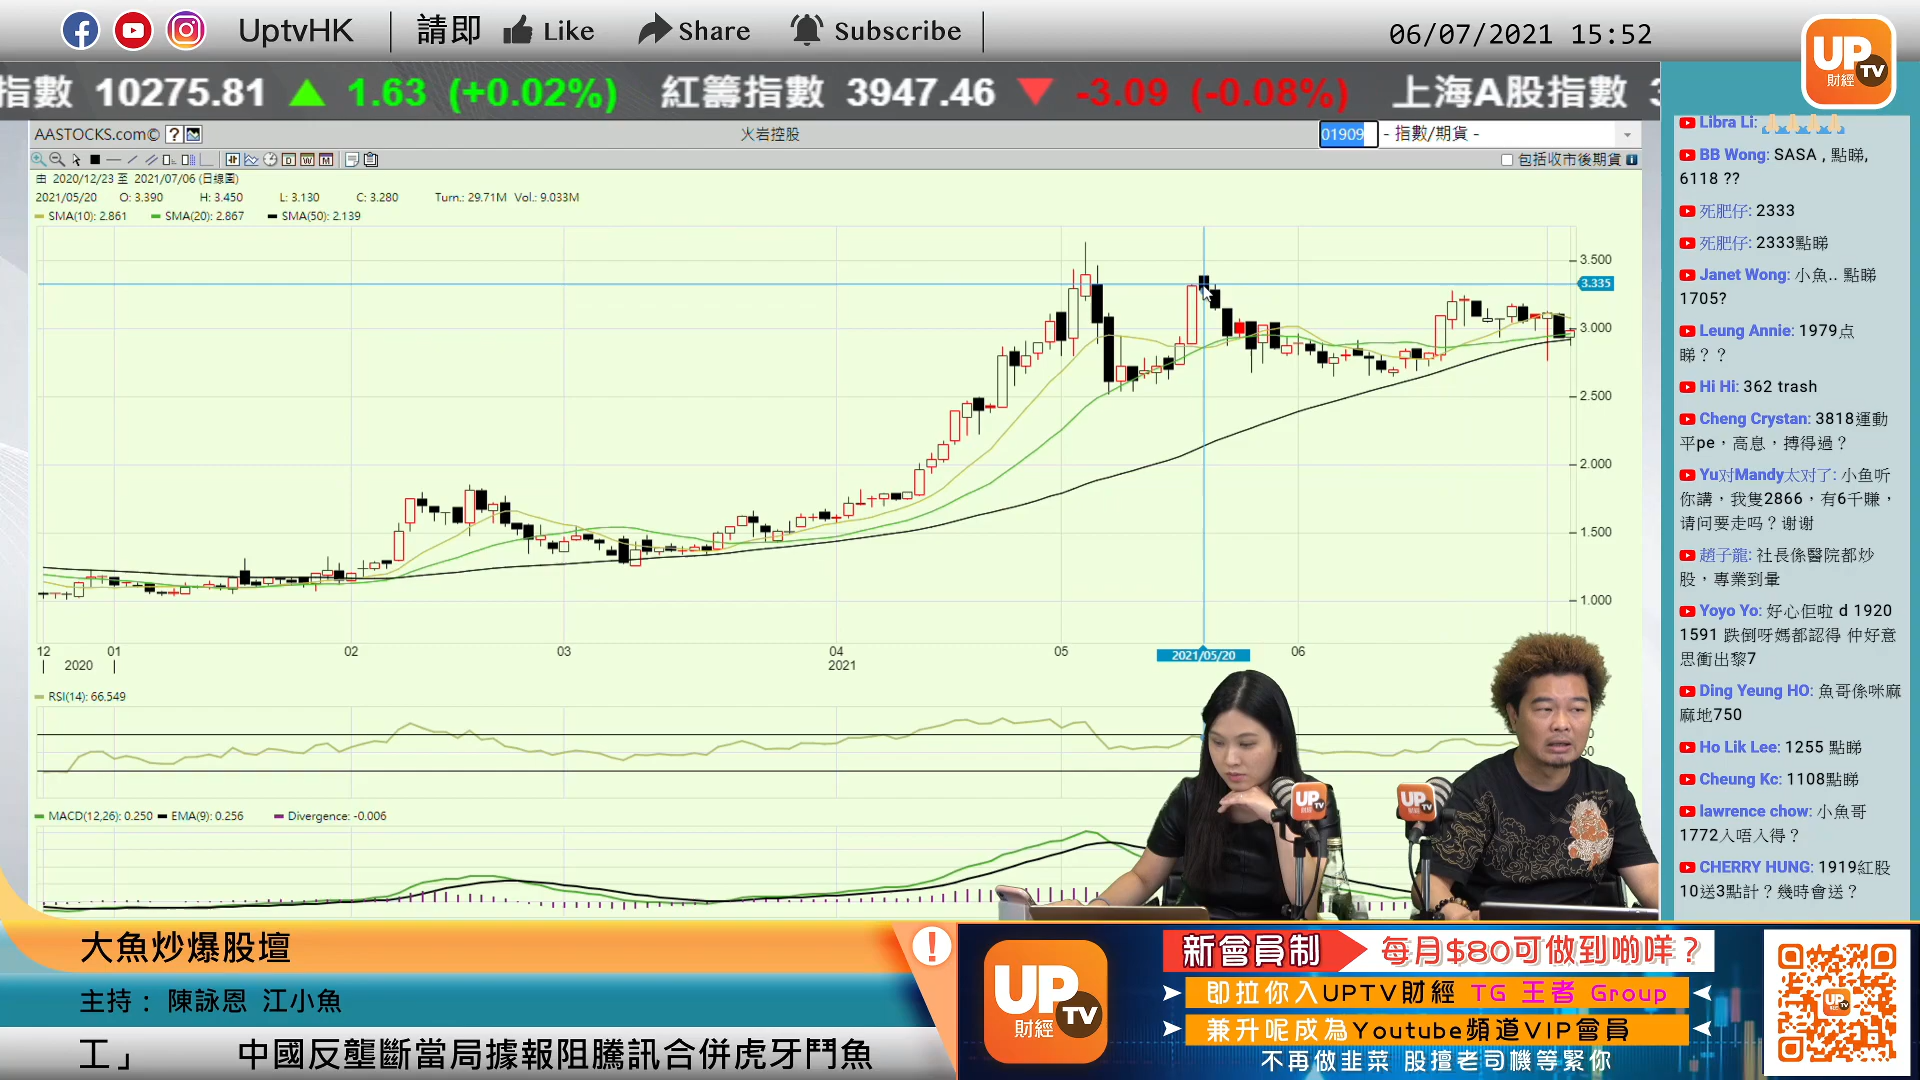 UptvHK 請即 Like Share Subscribe 06/07/2021 15:52
UP TV 財經
指數 10275.81 ▲ 1.63 (+0.02%) 紅籌指數 3947.46 ▼ -3.09 (-0.08%) 上海A股指數
AASTOCKS.com© ? 火岩控股 01909 - 指數/期貨 -
包括收市後期貨
由 2020/12/23 至 2021/07/06 (日線圖)
2021/05/20 O: 3.390 H: 3.450 L: 3.130 C: 3.280 Turn.: 29.71M Vol.: 9.033M
SMA(10): 2.861 SMA(20): 2.867 SMA(50): 2.139
3.500
3.335
3.000
2.500
2.000
1.500
1.000
12 01 02 03 04 05 2021/05/20 06
2020 2021
RSI(14): 66.549
MACD(12,26): 0.250 EMA(9): 0.256 Divergence: -0.006
Libra Li:
BB Wong: SASA , 點睇,
6118 ??
死肥仔: 2333
死肥仔: 2333點睇
Janet Wong: 小魚.. 點睇
1705?
Leung Annie: 1979点
睇？？
Hi Hi: 362 trash
Cheng Crystan: 3818運動
平pe，高息，搏得過？
Yu对Mandy太对了: 小鱼听
你講，我隻2866，有6千賺，
请问要走吗？谢谢
趙子龍: 社長係醫院都炒
股，專業到暈
Yoyo Yo: 好心佢啦 d 1920
1591 跌倒呀媽都認得 仲好意
思衝出黎7
Ding Yeung HO: 魚哥係咪麻
麻地750
Ho Lik Lee: 1255 點睇
Cheung Kc: 1108點睇
lawrence chow: 小魚哥
1772入唔入得？
CHERRY HUNG: 1919紅股
10送3點計？幾時會送？
UP TV
UP TV
大魚炒爆股壇
主持： 陳詠恩 江小魚
工」 中國反壟斷當局據報阻騰訊合併虎牙鬥魚
UP TV 財經
新會員制 每月$80可做到啲咩？
即拉你入UPTV財經 TG 王者 Group
兼升呢成為Youtube頻道VIP會員
不再做韭菜 股擅老司機等緊你
UP TV